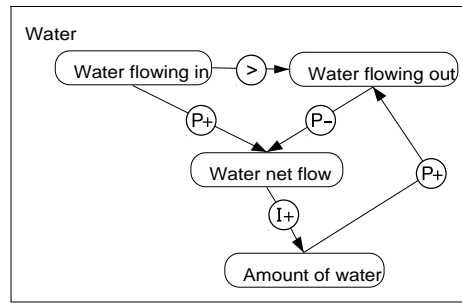 Water
Water flowing in
>
Water flowing out
P+
P−
Water net flow
P+
I+
Amount of water